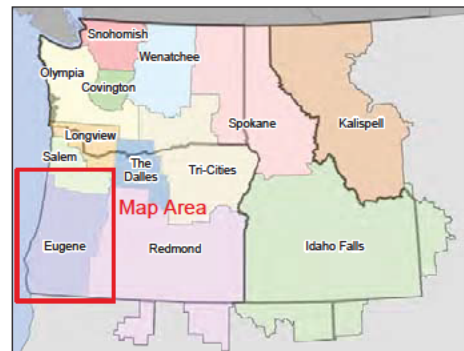 Snohomish
Wenatchee
Olympia
Covington
Kalispell
Longview
Spokane
Salem
The
Dalles
Tri-Cities
Map Area
Eugene
Redmond
Idaho Falls